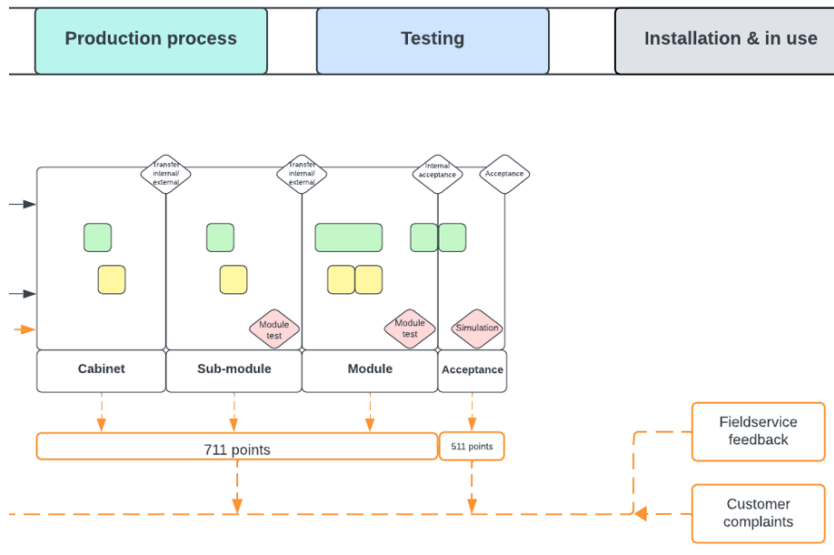 Production process
Testing
Installation & in use
Transfer
internal/
external
Transfer
internal/
external
Internal
acceptance
Acceptance
Module
test
Module
test
Simulation
Cabinet
Sub-module
Module
Acceptance
711 points
511 points
Fieldservice
feedback
Customer
complaints